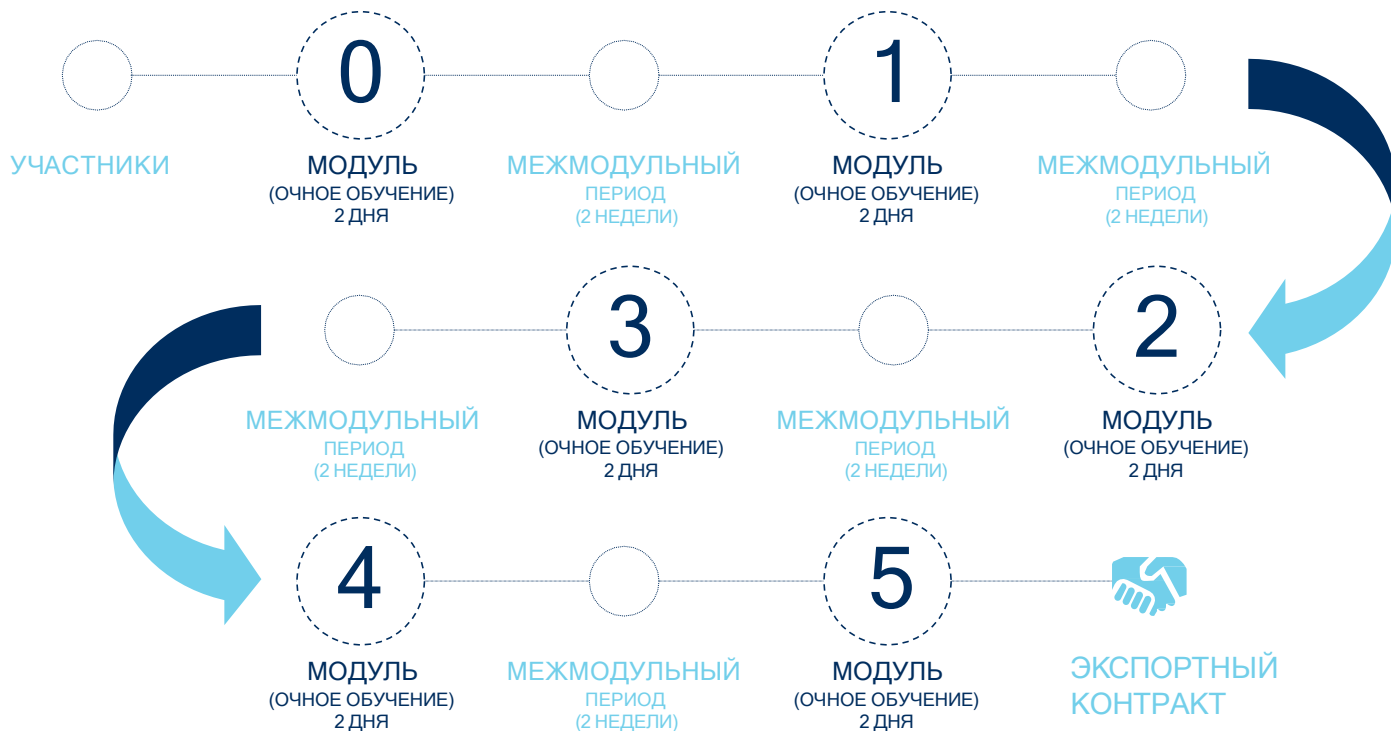 0
1
УЧАСТНИКИ
МОДУЛЬ
(ОЧНОЕ ОБУЧЕНИЕ)
2 ДНЯ
МЕЖМОДУЛЬНЫЙ
ПЕРИОД
(2 НЕДЕЛИ)
МОДУЛЬ
(ОЧНОЕ ОБУЧЕНИЕ)
2 ДНЯ
МЕЖМОДУЛЬНЫЙ
ПЕРИОД
(2 НЕДЕЛИ)
3
2
МЕЖМОДУЛЬНЫЙ
ПЕРИОД
(2 НЕДЕЛИ)
МОДУЛЬ
(ОЧНОЕ ОБУЧЕНИЕ)
2 ДНЯ
МЕЖМОДУЛЬНЫЙ
ПЕРИОД
(2 НЕДЕЛИ)
МОДУЛЬ
(ОЧНОЕ ОБУЧЕНИЕ)
2 ДНЯ
4
5
МОДУЛЬ
(ОЧНОЕ ОБУЧЕНИЕ)
2 ДНЯ
МЕЖМОДУЛЬНЫЙ
ПЕРИОД
(2 НЕДЕЛИ)
МОДУЛЬ
(ОЧНОЕ ОБУЧЕНИЕ)
2 ДНЯ
ЭКСПОРТНЫЙ
КОНТРАКТ